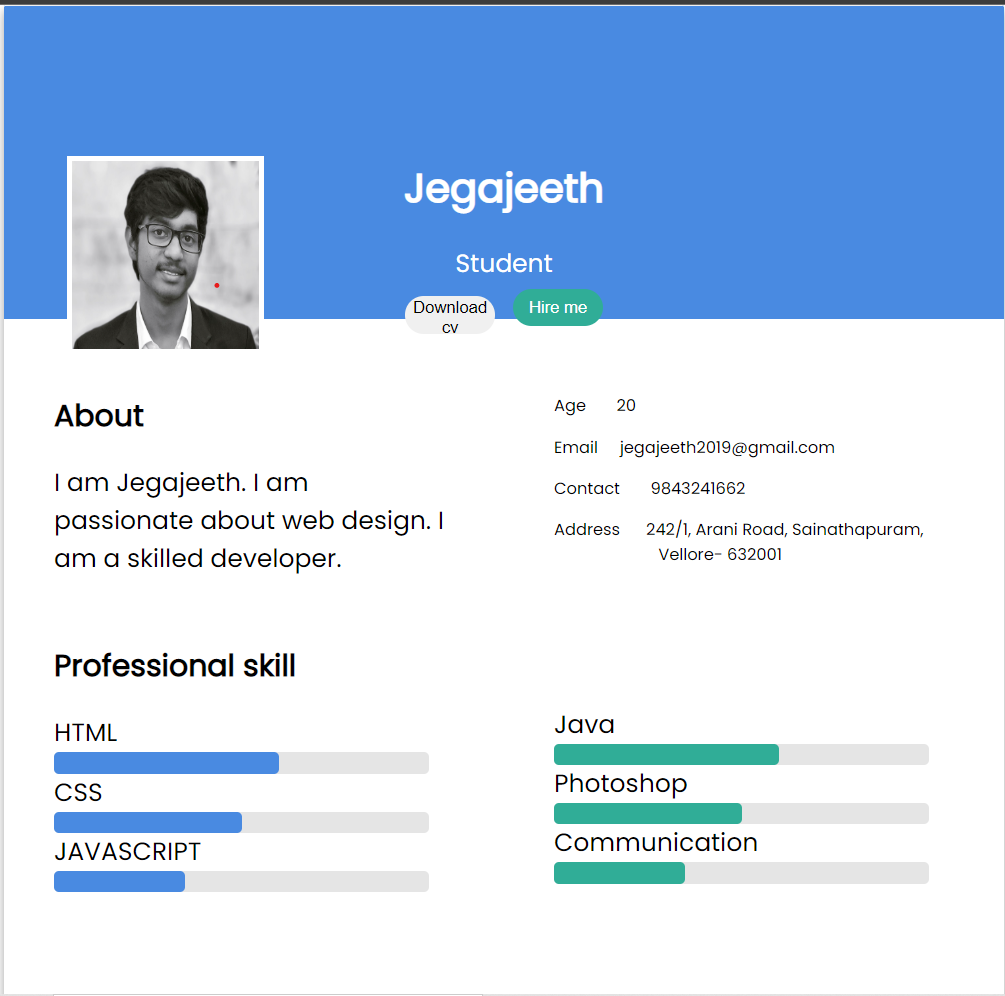 Jegajeeth
Student
Download
cv
Hire me
About
I am Jegajeeth. I am
passionate about web design. I
am a skilled developer.
Age 20
Email jegajeeth2019@gmail.com
Contact 9843241662
Address 242/1, Arani Road, Sainathapuram,
Vellore- 632001
Professional skill
HTML
CSS
JAVASCRIPT
Java
Photoshop
Communication